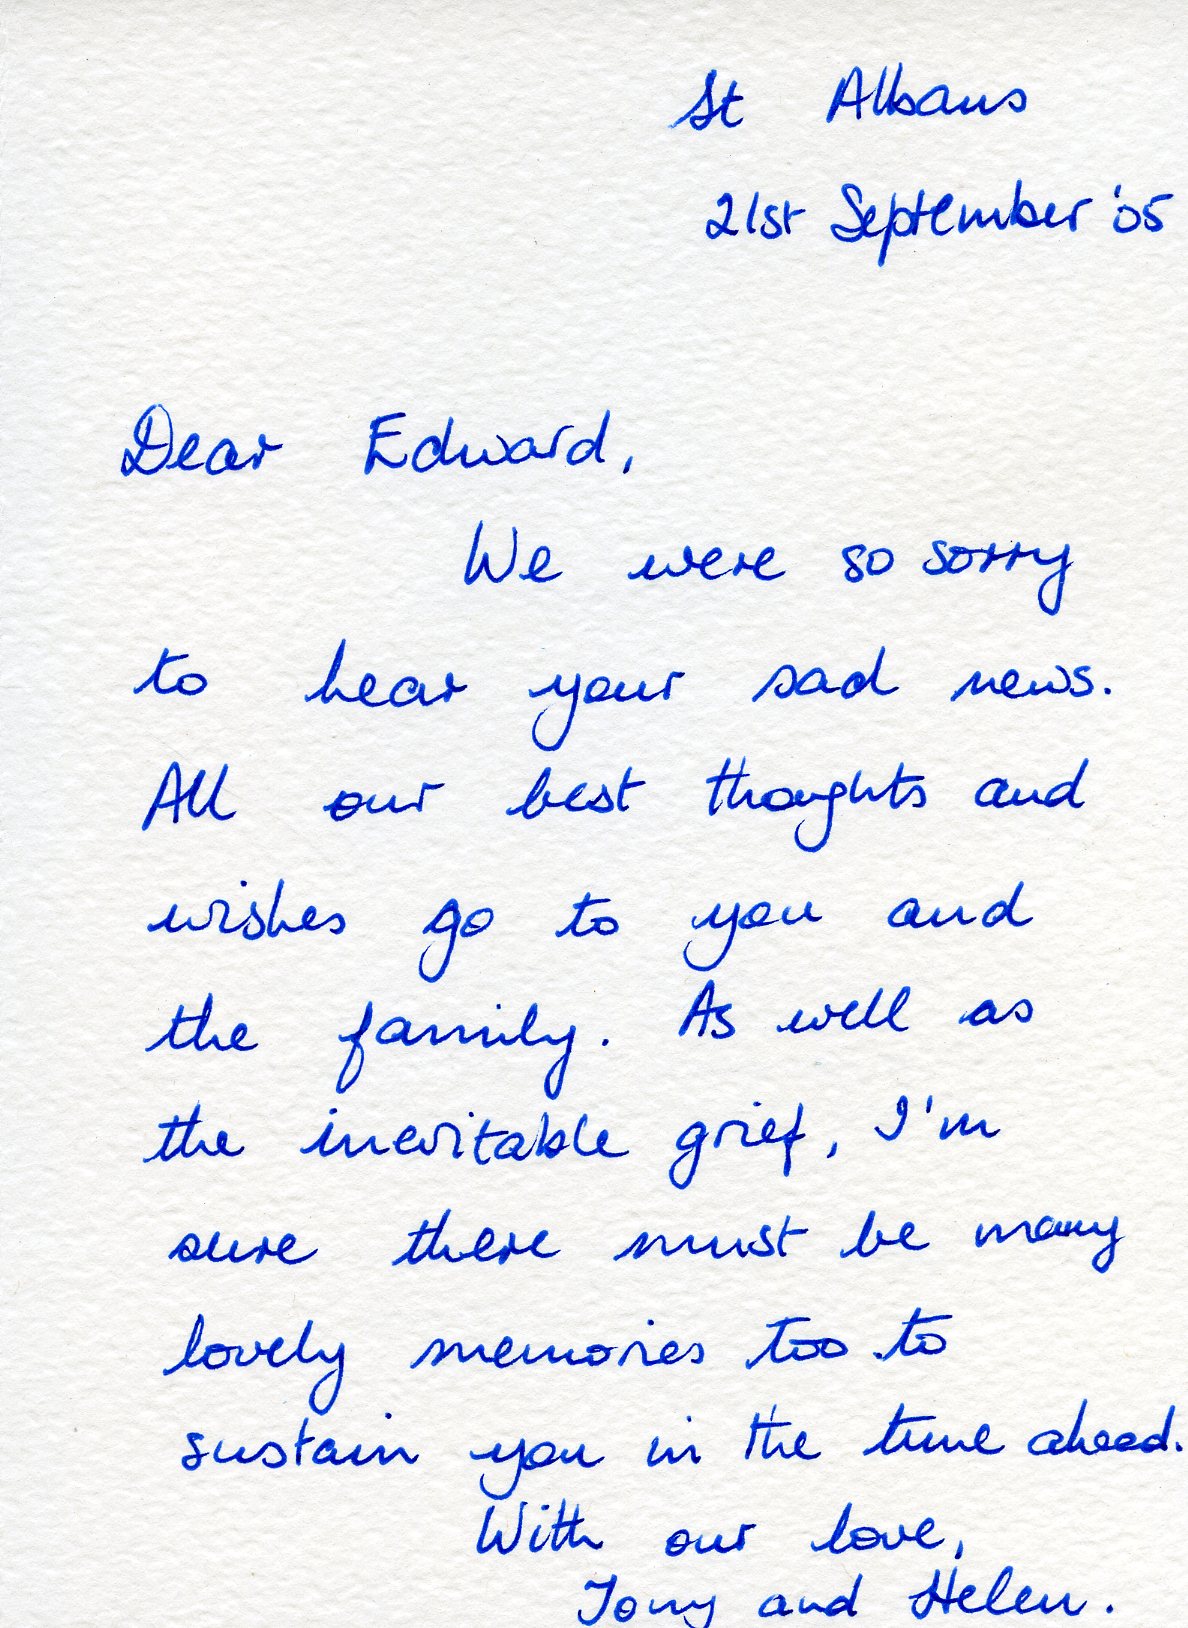 St Albans
21st September '05
Dear Edward,
We were so sorry
to hear your sad news.
All our best thoughts and
wishes go to you and
the family. As well as
the inevitable grief, I'm
sure there must be many
lovely memories too to
sustain you in the time ahead.
With our love,
Tony and Helen.